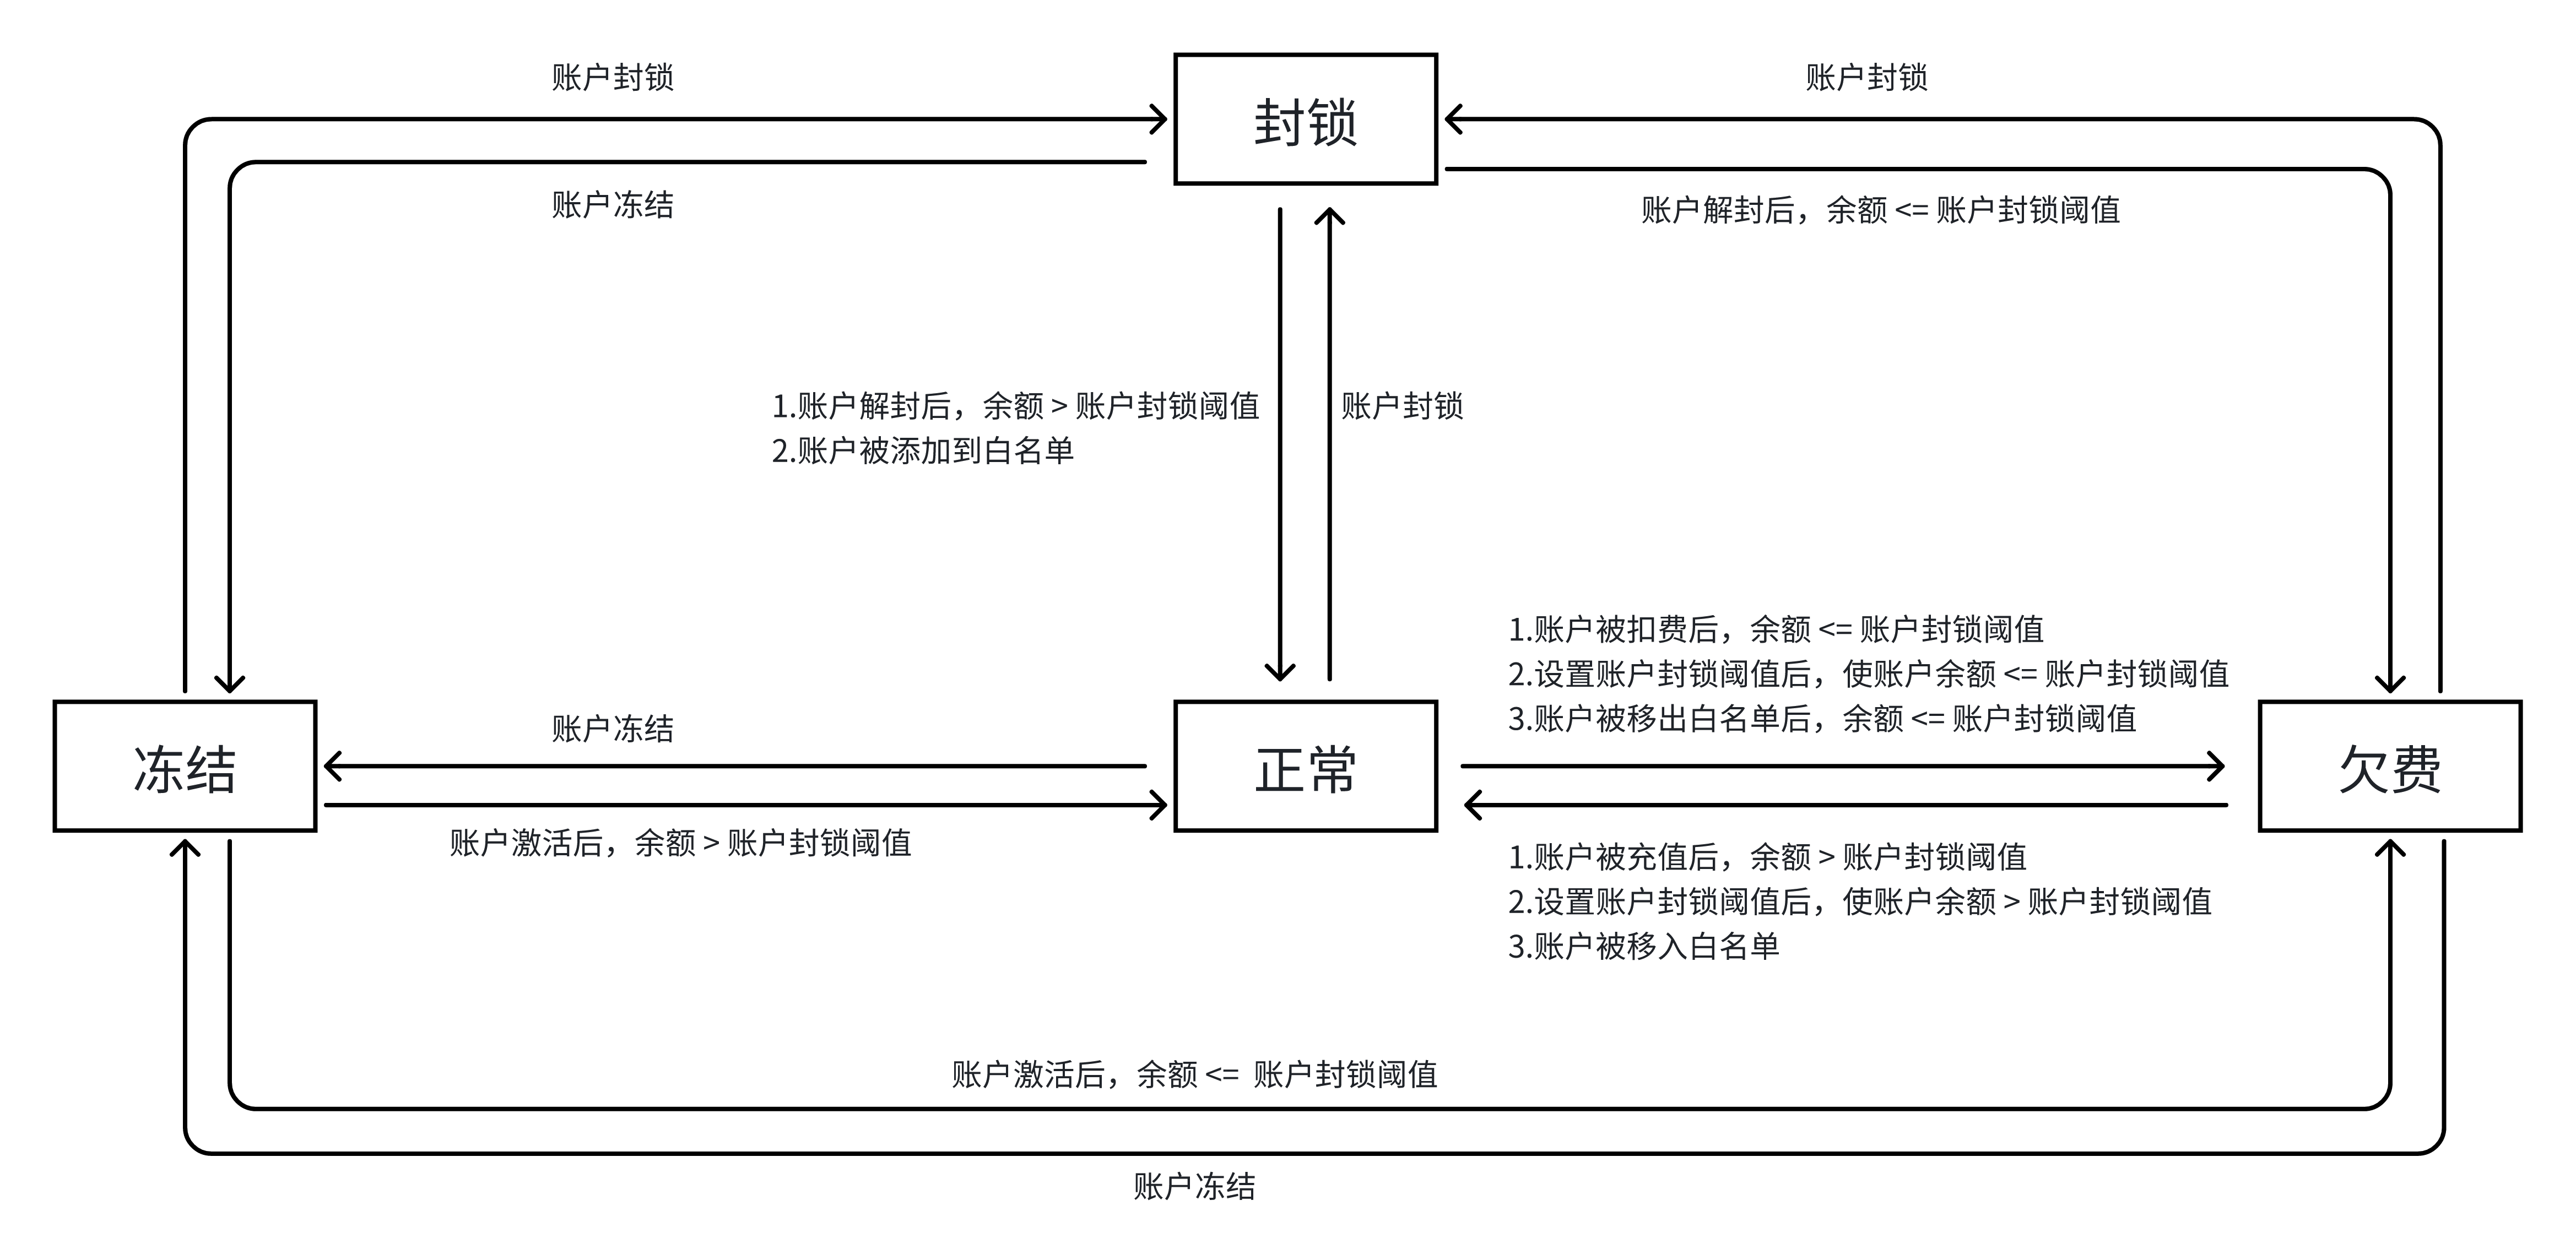 账户封锁
封锁
账户封锁
账户冻结
账户解封后，余额 <= 账户封锁阈值
1.账户解封后，余额 > 账户封锁阈值
2.账户被添加到白名单
账户封锁
1.账户被扣费后，余额 <= 账户封锁阈值
2.设置账户封锁阈值后，使账户余额 <= 账户封锁阈值
3.账户被移出白名单后，余额 <= 账户封锁阈值
冻结
账户冻结
正常
欠费
账户激活后，余额 > 账户封锁阈值
1.账户被充值后，余额 > 账户封锁阈值
2.设置账户封锁阈值后，使账户余额 > 账户封锁阈值
3.账户被移入白名单
账户激活后，余额 <= 账户封锁阈值
账户冻结